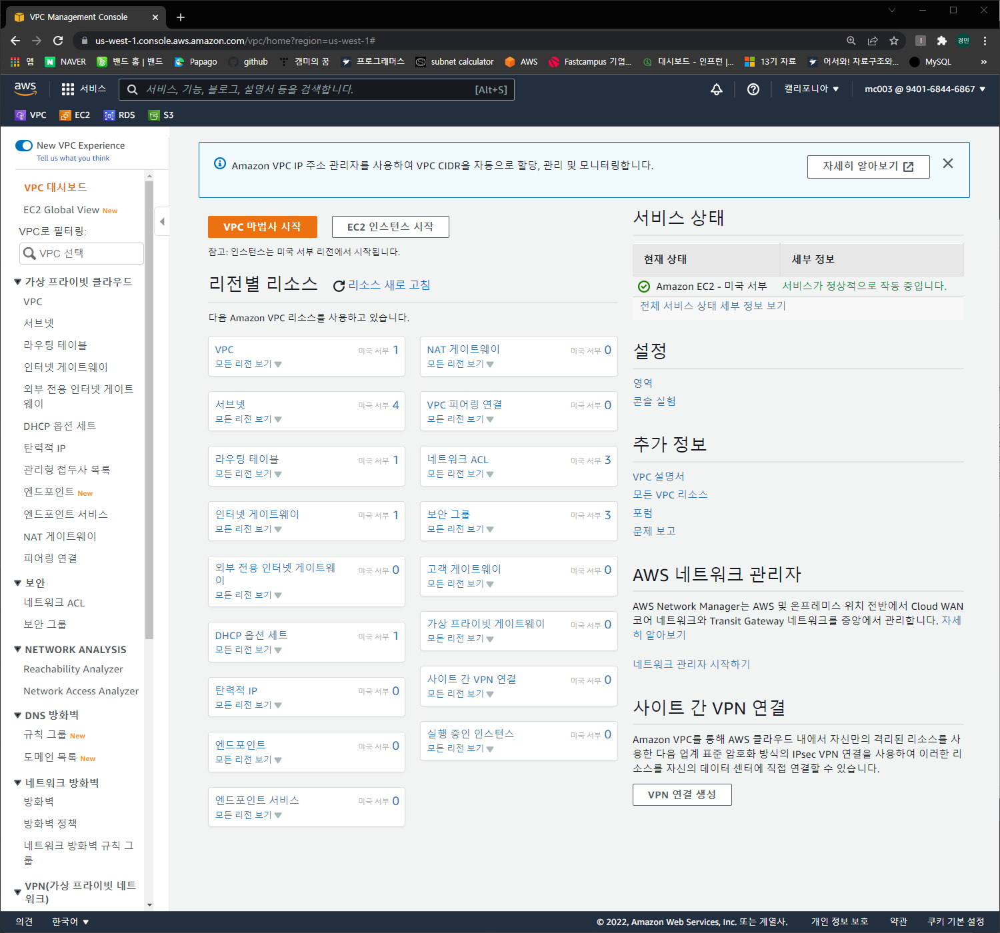 VPC Management Console
us-west-1.console.aws.amazon.com/vpc/home?region=us-west-1#
경민
앱
NAVER
밴드 홈 | 밴드
Papago
github
캠미의 꿈
프로그래머스
subnet calculator
AWS
Fastcampus 기업...
대시보드 - 인프런 |...
13기 자료
어서와! 자료구조와...
MySQL
aws
서비스
서비스, 기능, 블로그, 설명서 등을 검색합니다.
[Alt+S]
캘리포니아
mc003 @ 9401-6844-6867
VPC
EC2
RDS
S3
New VPC Experience
Tell us what you think
VPC 대시보드
EC2 Global View New
VPC로 필터링:
VPC 선택
가상 프라이빗 클라우드
VPC
서브넷
라우팅 테이블
인터넷 게이트웨이
외부 전용 인터넷 게이트
웨이
DHCP 옵션 세트
탄력적 IP
관리형 접두사 목록
엔드포인트 New
엔드포인트 서비스
NAT 게이트웨이
피어링 연결
보안
네트워크 ACL
보안 그룹
NETWORK ANALYSIS
Reachability Analyzer
Network Access Analyzer
DNS 방화벽
규칙 그룹 New
도메인 목록 New
네트워크 방화벽
방화벽
방화벽 정책
네트워크 방화벽 규칙 그
룹
VPN(가상 프라이빗 네트
워크)
Amazon VPC IP 주소 관리자를 사용하여 VPC CIDR을 자동으로 할당, 관리 및 모니터링합니다.
자세히 알아보기
VPC 마법사 시작
EC2 인스턴스 시작
참고: 인스턴스는 미국 서부 리전에서 시작됩니다.
리전별 리소스
리소스 새로 고침
다음 Amazon VPC 리소스를 사용하고 있습니다.
VPC 미국 서부 1
모든 리전 보기
서브넷 미국 서부 4
모든 리전 보기
라우팅 테이블 미국 서부 1
모든 리전 보기
인터넷 게이트웨이 미국 서부 1
모든 리전 보기
외부 전용 인터넷 게이트웨 미국 서부 0
이
모든 리전 보기
DHCP 옵션 세트 미국 서부 1
모든 리전 보기
탄력적 IP 미국 서부 0
모든 리전 보기
엔드포인트 미국 서부 0
모든 리전 보기
엔드포인트 서비스 미국 서부 0
모든 리전 보기
NAT 게이트웨이 미국 서부 0
모든 리전 보기
VPC 피어링 연결 미국 서부 0
모든 리전 보기
네트워크 ACL 미국 서부 3
모든 리전 보기
보안 그룹 미국 서부 3
모든 리전 보기
고객 게이트웨이 미국 서부 0
모든 리전 보기
가상 프라이빗 게이트웨이 미국 서부 0
모든 리전 보기
사이트 간 VPN 연결 미국 서부 0
모든 리전 보기
실행 중인 인스턴스 미국 서부 0
모든 리전 보기
서비스 상태
현재 상태 세부 정보
Amazon EC2 - 미국 서부 서비스가 정상적으로 작동 중입니다.
전체 서비스 상태 세부 정보 보기
설정
영역
콘솔 실험
추가 정보
VPC 설명서
모든 VPC 리소스
포럼
문제 보고
AWS 네트워크 관리자
AWS Network Manager는 AWS 및 온프레미스 위치 전반에서 Cloud WAN
코어 네트워크와 Transit Gateway 네트워크를 중앙에서 관리합니다. 자세
히 알아보기
네트워크 관리자 시작하기
사이트 간 VPN 연결
Amazon VPC를 통해 AWS 클라우드 내에서 자신만의 격리된 리소스를 사
용한 다음 업계 표준 암호화 방식의 IPsec VPN 연결을 사용하여 이러한 리
소스를 자신의 데이터 센터에 직접 연결할 수 있습니다.
VPN 연결 생성
의견
한국어
© 2022, Amazon Web Services, Inc. 또는 계열사.
개인 정보 보호
약관
쿠키 기본 설정